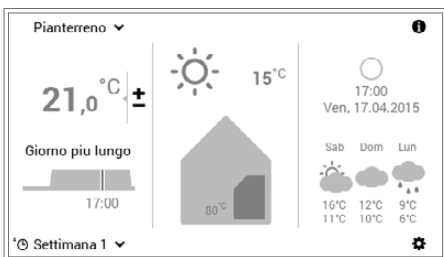 Pianterreno
21,0 °C ±
Giorno piu lungo
17:00
Settimana 1
15°C
00°C
17:00
Ven, 17.04.2015
Sab Dom Lun
16°C 12°C 9°C
11°C 10°C 6°C